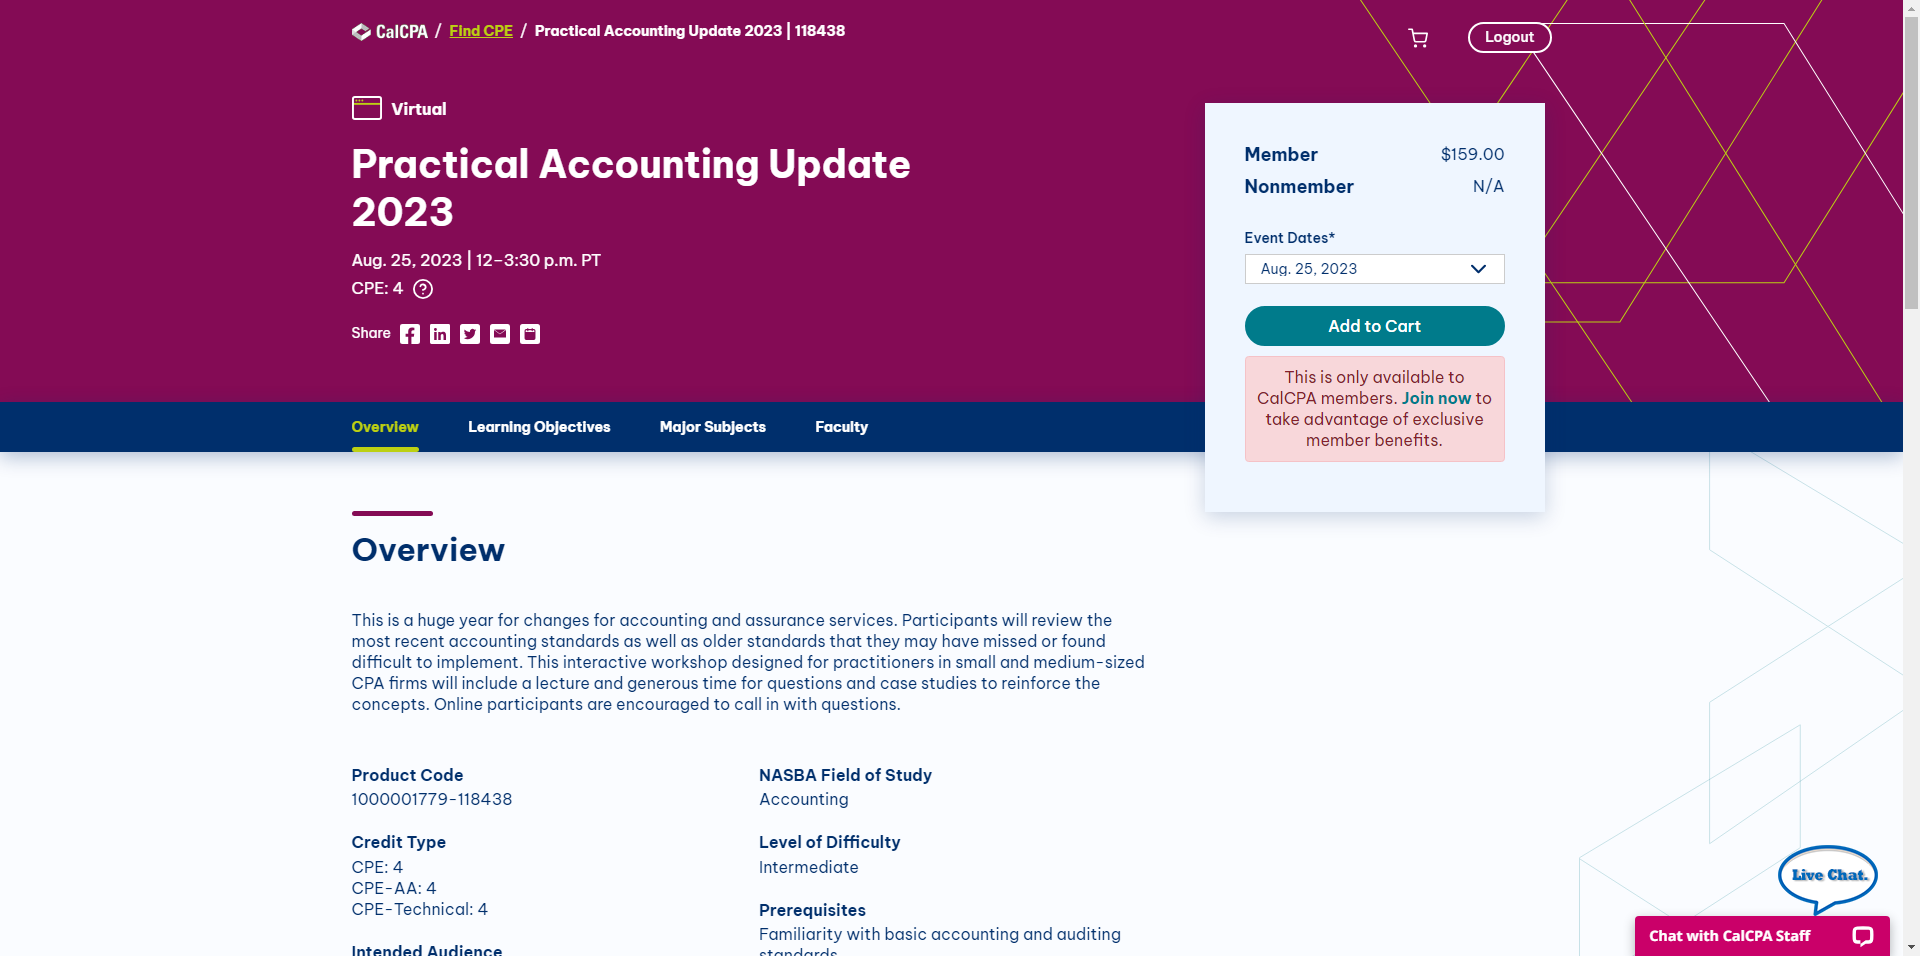 CalCPA / Find CPE / Practical Accounting Update 2023 | 118438
Logout
Virtual
Practical Accounting Update
2023
Aug. 25, 2023 | 12–3:30 p.m. PT
CPE: 4 ?
Share
Member $159.00
Nonmember N/A
Event Dates*
Aug. 25, 2023
Add to Cart
This is only available to
CalCPA members. Join now to
take advantage of exclusive
member benefits.
Overview Learning Objectives Major Subjects Faculty
Overview
This is a huge year for changes for accounting and assurance services. Participants will review the
most recent accounting standards as well as older standards that they may have missed or found
difficult to implement. This interactive workshop designed for practitioners in small and medium-sized
CPA firms will include a lecture and generous time for questions and case studies to reinforce the
concepts. Online participants are encouraged to call in with questions.
Product Code
1000001779-118438
Credit Type
CPE: 4
CPE-AA: 4
CPE-Technical: 4
Intended Audience
NASBA Field of Study
Accounting
Level of Difficulty
Intermediate
Prerequisites
Familiarity with basic accounting and auditing
standards
Live Chat.
Chat with CalCPA Staff